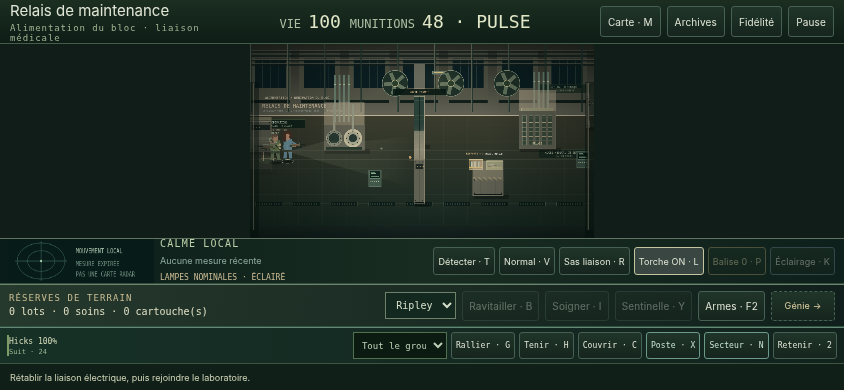 Relais de maintenance
Alimentation du bloc · liaison
médicale
VIE 100 MUNITIONS 48 · PULSE
Carte · M
Archives
Fidélité
Pause
RELAIS DE MAINTENANCE
MOUVEMENT LOCAL
MESURE EXPIRÉE
PAS UNE CARTE RADAR
CALME LOCAL
Aucune mesure récente
LAMPES NOMINALES · ÉCLAIRÉ
Détecter · T
Normal · V
Sas liaison · R
Torche ON · L
Balise 0 · P
Éclairage · K
RÉSERVES DE TERRAIN
0 lots · 0 soins · 0 cartouche(s)
Ripley
Ravitailler · B
Soigner · I
Sentinelle · Y
Armes · F2
Génie →
Hicks 100%
Suit · 24
Tout le grou
Rallier · G
Tenir · H
Couvrir · C
Poste · X
Secteur · N
Retenir · 2
Rétablir la liaison électrique, puis rejoindre le laboratoire.